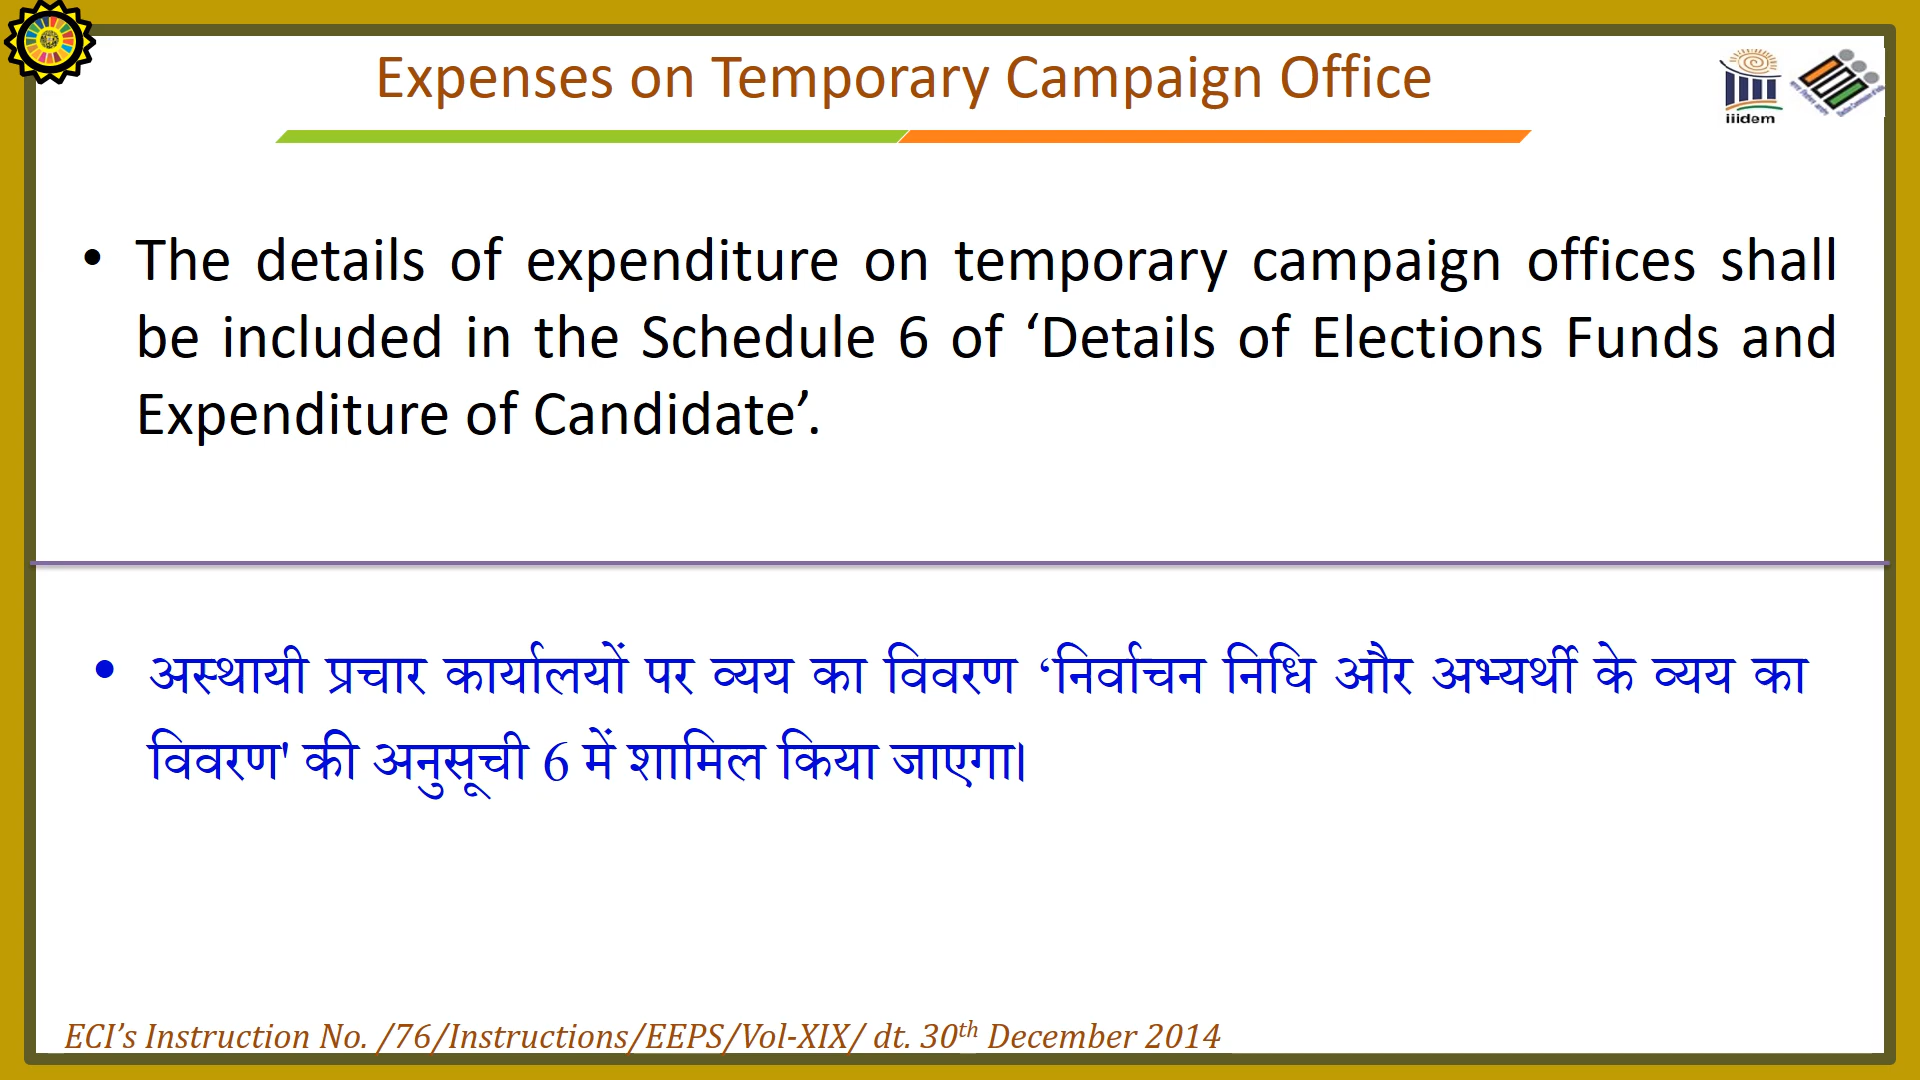 Expenses on Temporary Campaign Office
iiidem
• The details of expenditure on temporary campaign offices shall
be included in the Schedule 6 of ‘Details of Elections Funds and
Expenditure of Candidate’.
• अस्थायी प्रचार कार्यालयों पर व्यय का विवरण ‘निर्वाचन निधि और अभ्यर्थी के व्यय का
विवरण' की अनुसूची 6 में शामिल किया जाएगा।
ECI’s Instruction No. /76/Instructions/EEPS/Vol-XIX/ dt. 30th December 2014